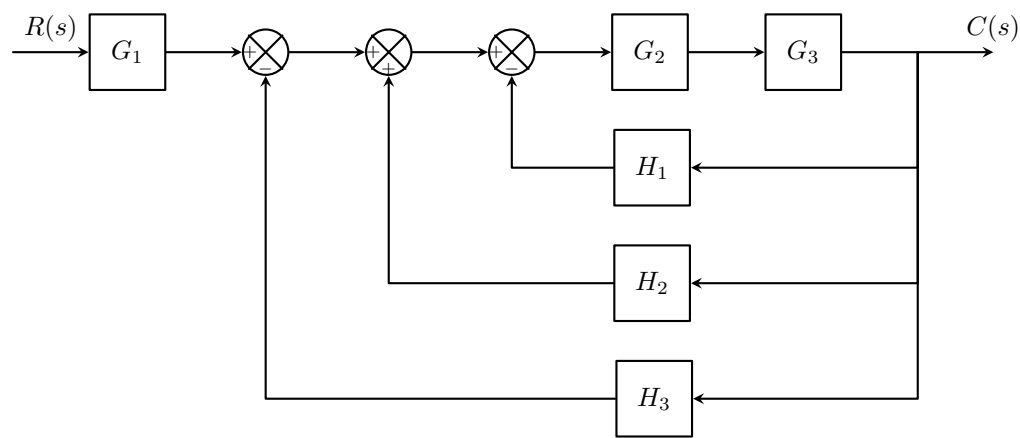 R(s)
C(s)
G₁
+
−
+
+
+
−
G₂
G₃
H₁
H₂
H₃